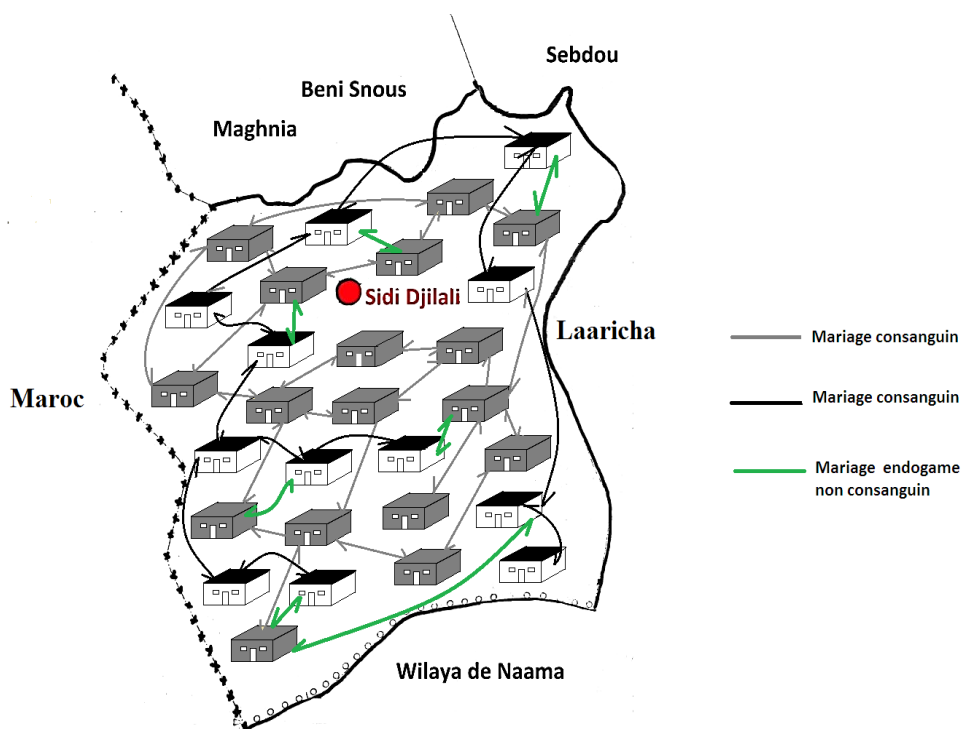 Sebdou
Beni Snous
Maghnia
Sidi Djilali
Laaricha
Maroc
Wilaya de Naama
Mariage consanguin
Mariage consanguin
Mariage endogame
non consanguin